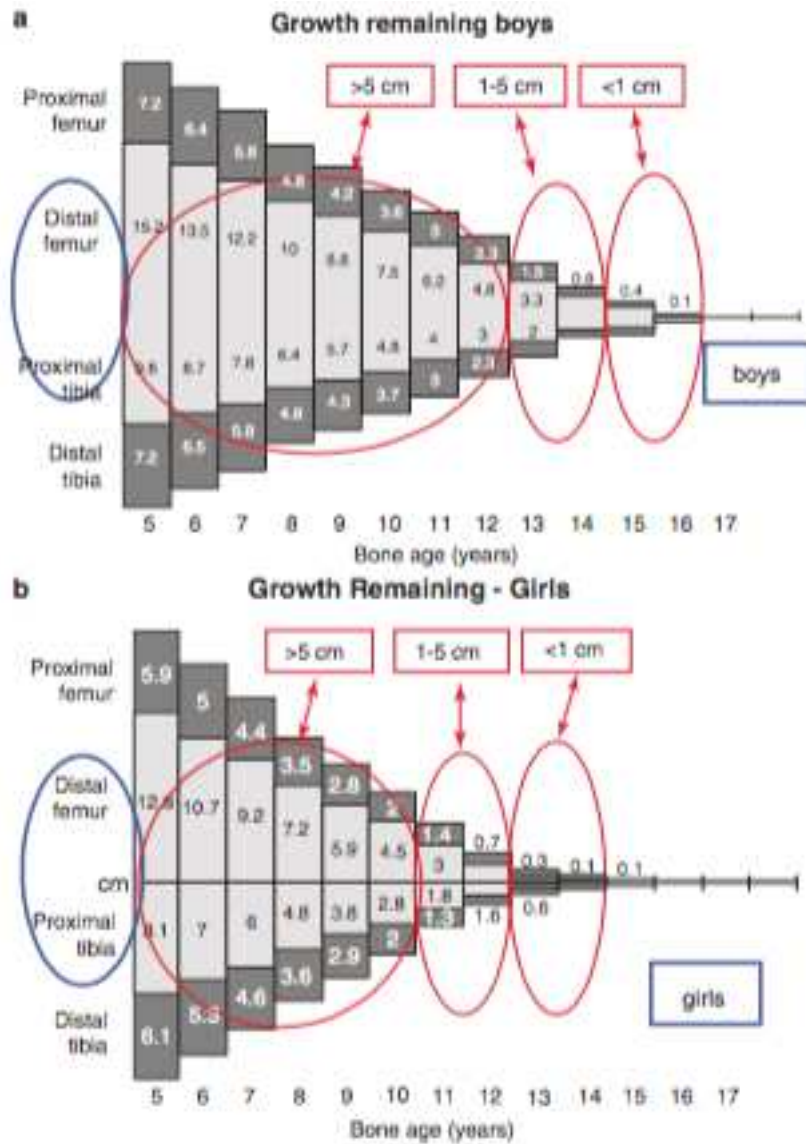 a
Growth remaining boys
>5 cm 1-5 cm <1 cm
Proximal
femur
7.2 6.4 5.8 4.8 4.2 3.6 3 2.3 1.5 0.8 0.4 0.1
Distal
femur
15.2 13.5 12.2 10 8.8 7.5 6.2 4.8 3.3
Proximal
tibia
8.7 7.8 6.4 5.7 4.8 4 3 2
boys
Distal
tibia
7.2 6.5 5.8 4.8 4.3 3.7 3
5 6 7 8 9 10 11 12 13 14 15 16 17
Bone age (years)
b
Growth Remaining - Girls
>5 cm 1-5 cm <1 cm
Proximal
femur
5.9 5 4.4 3.5 2.8 2 1.4 0.7 0.3 0.1 0.1
Distal
femur
10.7 9.2 7.2 5.9 4.5 3
cm
Proximal
tibia
7 6 4.8 3.8 2.8 1.8
Distal
tibia
6.1 5.3 4.6 3.6 2.9 2 1.3 1.6 0.6
girls
5 6 7 8 9 10 11 12 13 14 15 16 17
Bone age (years)